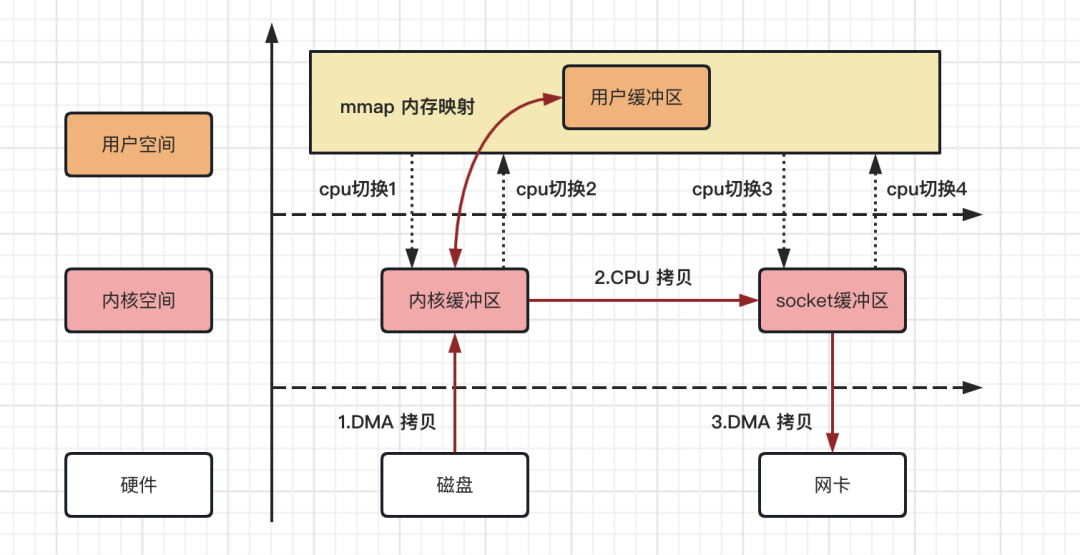 mmap 内存映射
用户缓冲区
用户空间
cpu切换1
cpu切换2
cpu切换3
cpu切换4
内核空间
内核缓冲区
2.CPU 拷贝
socket缓冲区
1.DMA 拷贝
3.DMA 拷贝
硬件
磁盘
网卡